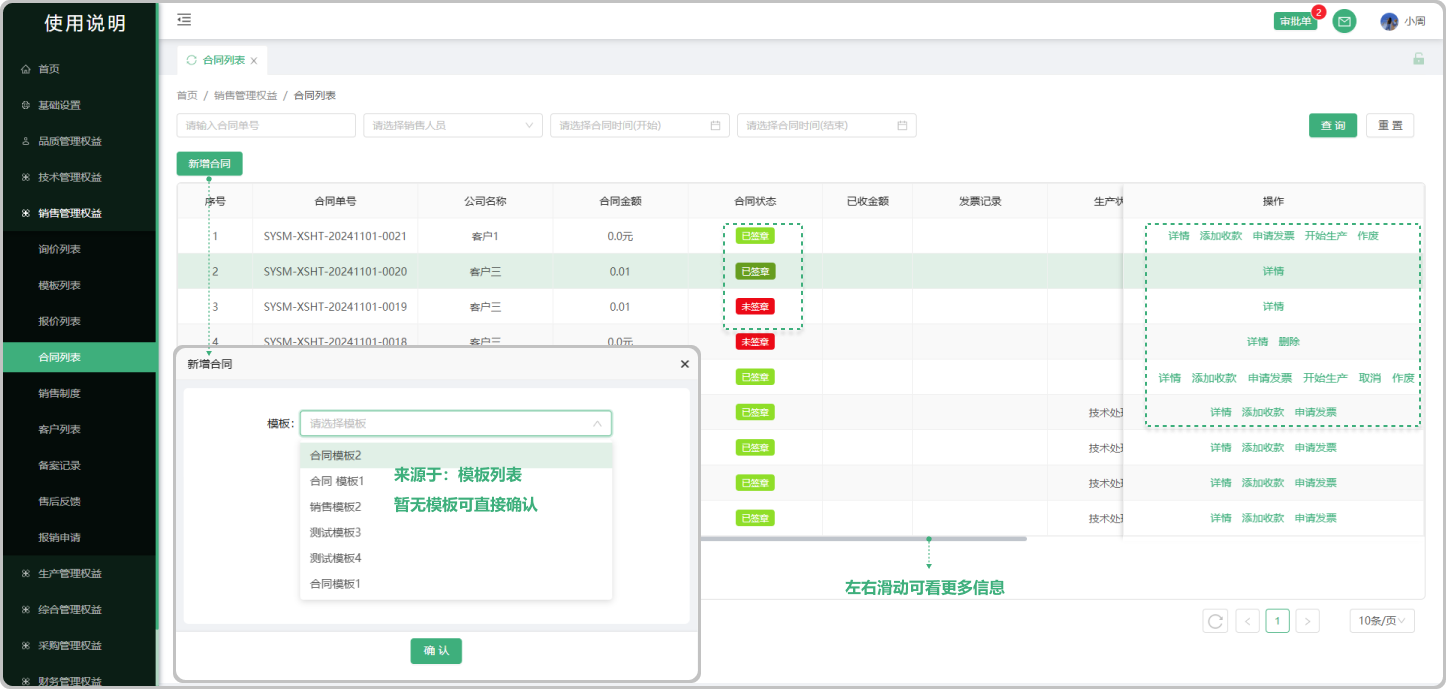 使用说明
审批单
2
小周
首页
基础设置
品质管理权益
技术管理权益
销售管理权益
询价列表
模板列表
报价列表
合同列表
销售制度
客户列表
备案记录
售后反馈
报销申请
生产管理权益
综合管理权益
采购管理权益
财务管理权益
合同列表
首页 / 销售管理权益 / 合同列表
请输入合同单号 请选择销售人员 请选择合同时间(开始) 请选择合同时间(结束) 查 询 重 置
新增合同
序号 合同单号 公司名称 合同金额 合同状态 已收金额 发票记录 生产状 操作
1 SYSM-XSHT-20241101-0021 客户1 0.0元 已签章 详情 添加收款 申请发票 开始生产 作废
2 SYSM-XSHT-20241101-0020 客户三 0.01 已签章 详情
3 SYSM-XSHT-20241101-0019 客户三 0.01 未签章 详情
4 SYSM-XSHT-20241101-0018 客户三 0.0元 未签章 详情 删除
已签章 详情 添加收款 申请发票 开始生产 取消 作废
已签章 技术处理 详情 添加收款 申请发票
已签章 技术处理 详情 添加收款 申请发票
已签章 技术处理 详情 添加收款 申请发票
已签章 技术处理 详情 添加收款 申请发票
新增合同
模板: 请选择模板
合同模板2
合同 模板1
销售模板2
测试模板3
测试模板4
合同模板1
来源于：模板列表
暂无模板可直接确认
确 认
左右滑动可看更多信息
1
10条/页